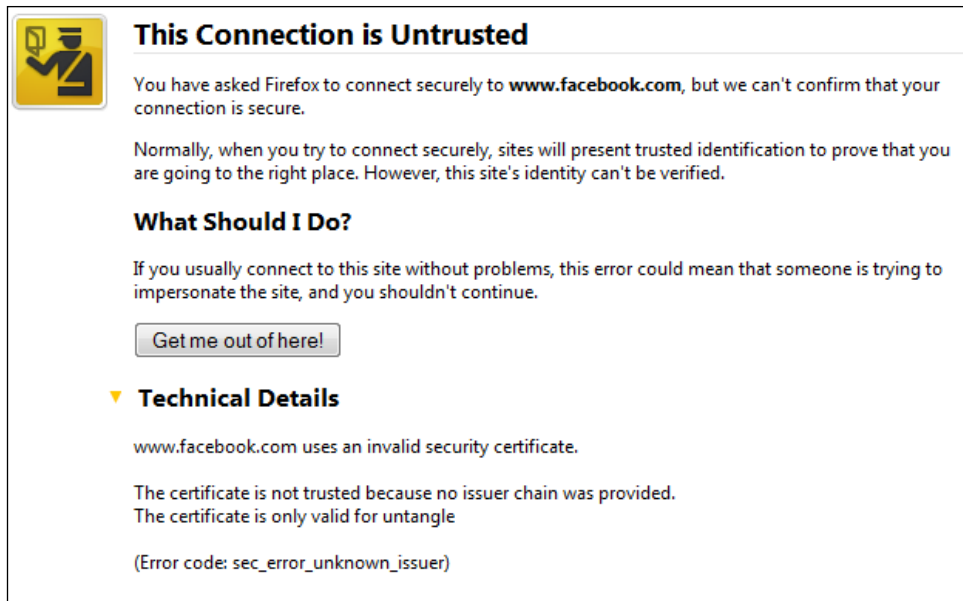 This Connection is Untrusted
You have asked Firefox to connect securely to www.facebook.com, but we can't confirm that your
connection is secure.
Normally, when you try to connect securely, sites will present trusted identification to prove that you
are going to the right place. However, this site's identity can't be verified.
What Should I Do?
If you usually connect to this site without problems, this error could mean that someone is trying to
impersonate the site, and you shouldn't continue.
Get me out of here!
Technical Details
www.facebook.com uses an invalid security certificate.
The certificate is not trusted because no issuer chain was provided.
The certificate is only valid for untangle
(Error code: sec_error_unknown_issuer)